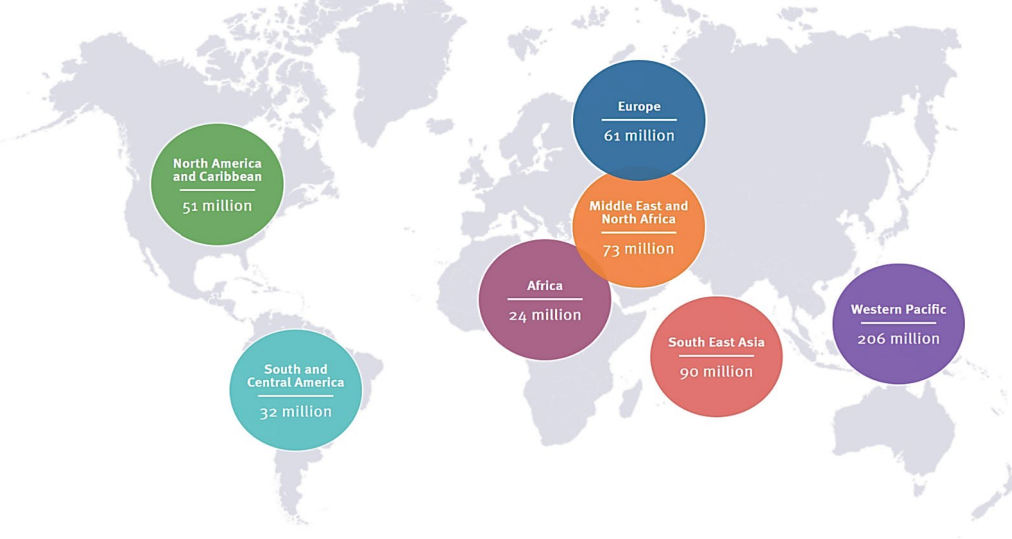 Europe
61 million
North America
and Caribbean
51 million
Middle East and
North Africa
73 million
Africa
24 million
Western Pacific
206 million
South East Asia
90 million
South and
Central America
32 million